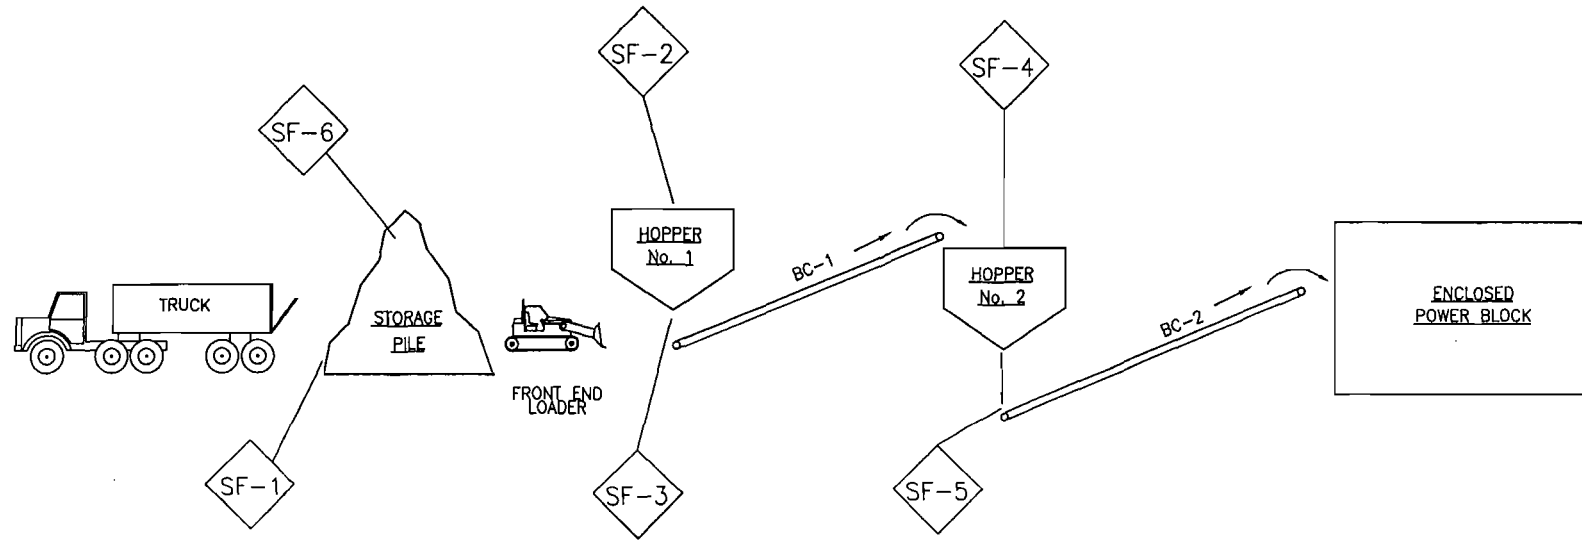 SF-2
SF-4
SF-6
HOPPER
No. 1
BC-1
HOPPER
No. 2
TRUCK
STORAGE
PILE
BC-2
ENCLOSED
POWER BLOCK
FRONT END
LOADER
SF-1
SF-3
SF-5